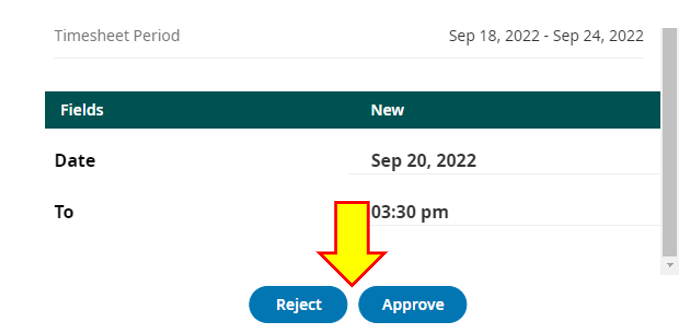 Timesheet Period Sep 18, 2022 - Sep 24, 2022
Fields New
Date Sep 20, 2022
To 03:30 pm
Reject Approve